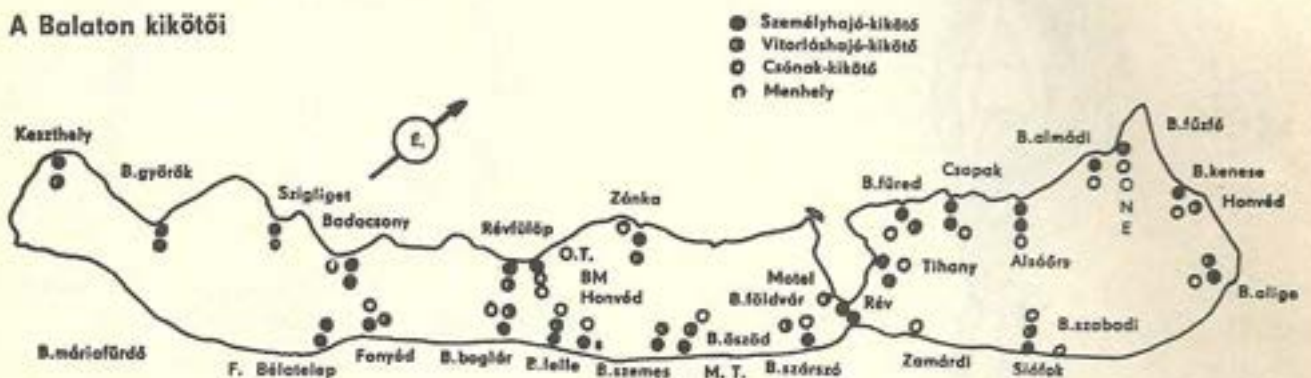 A Balaton kikötői
Személyhajó-kikötő
Vitorláshajó-kikötő
Csónak-kikötő
Menhely
É.
Keszthely
B.györök
Szigliget
Badacsony
Révfülöp
O.T.
BM
Honvéd
Zánka
Motel
B.földvár
Rév
Tihany
B.füred
Csopak
Alsóörs
B.almádi
N
E
B.fűzfő
B.kenese
Honvéd
B.aliga
B.máriafürdő
F. Bélatelep
Fonyód
B.boglár
B.lelle
B.szemes
B.őszöd
M. T.
B.szárszó
Zamárdi
Siófok
B.szabadi